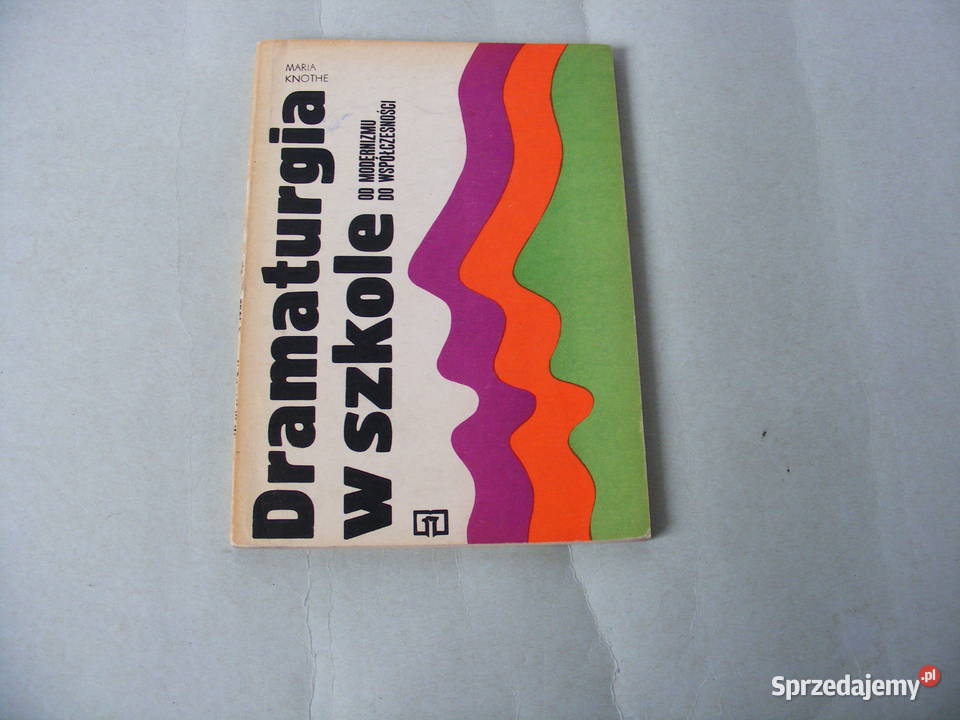 MARIA
KNOTHE
Dramaturgia
w szkole
OD MODERNIZMU
DO WSPÓŁCZESNOŚCI
Sprzedajemy.pl